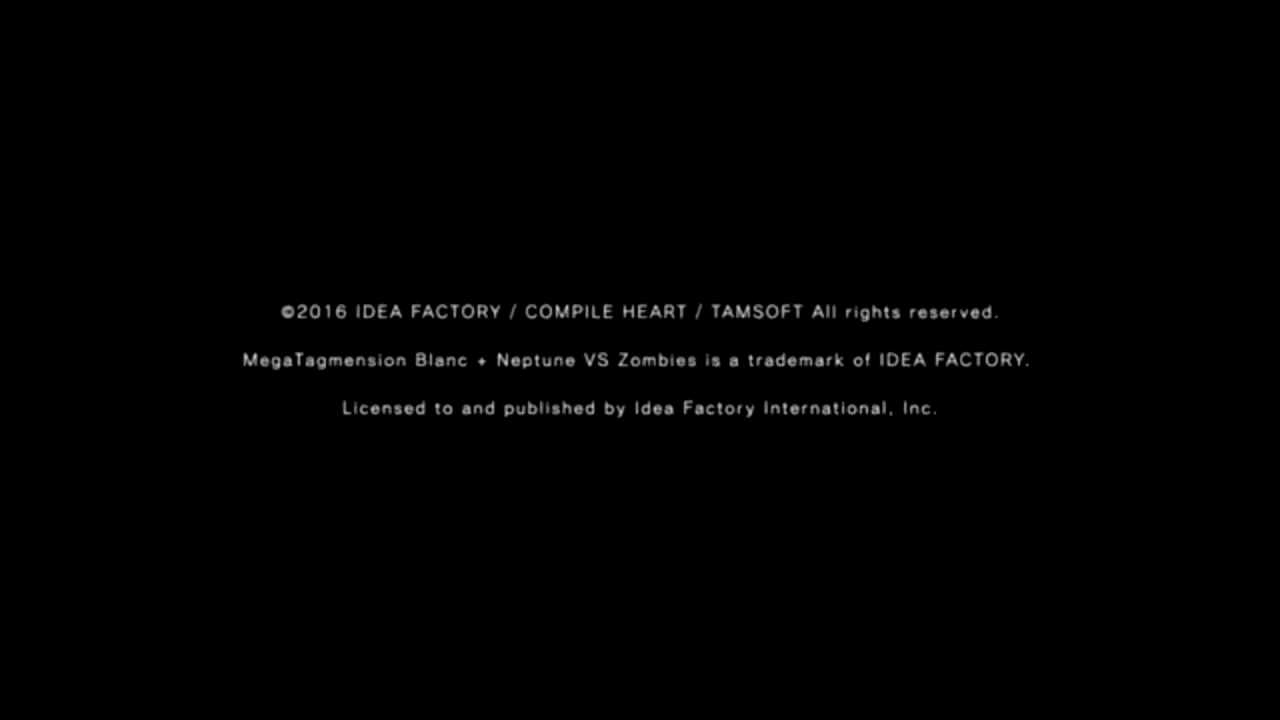 ©2016 IDEA FACTORY / COMPILE HEART / TAMSOFT All rights reserved.
MegaTagmension Blanc + Neptune VS Zombies is a trademark of IDEA FACTORY.
Licensed to and published by Idea Factory International, Inc.